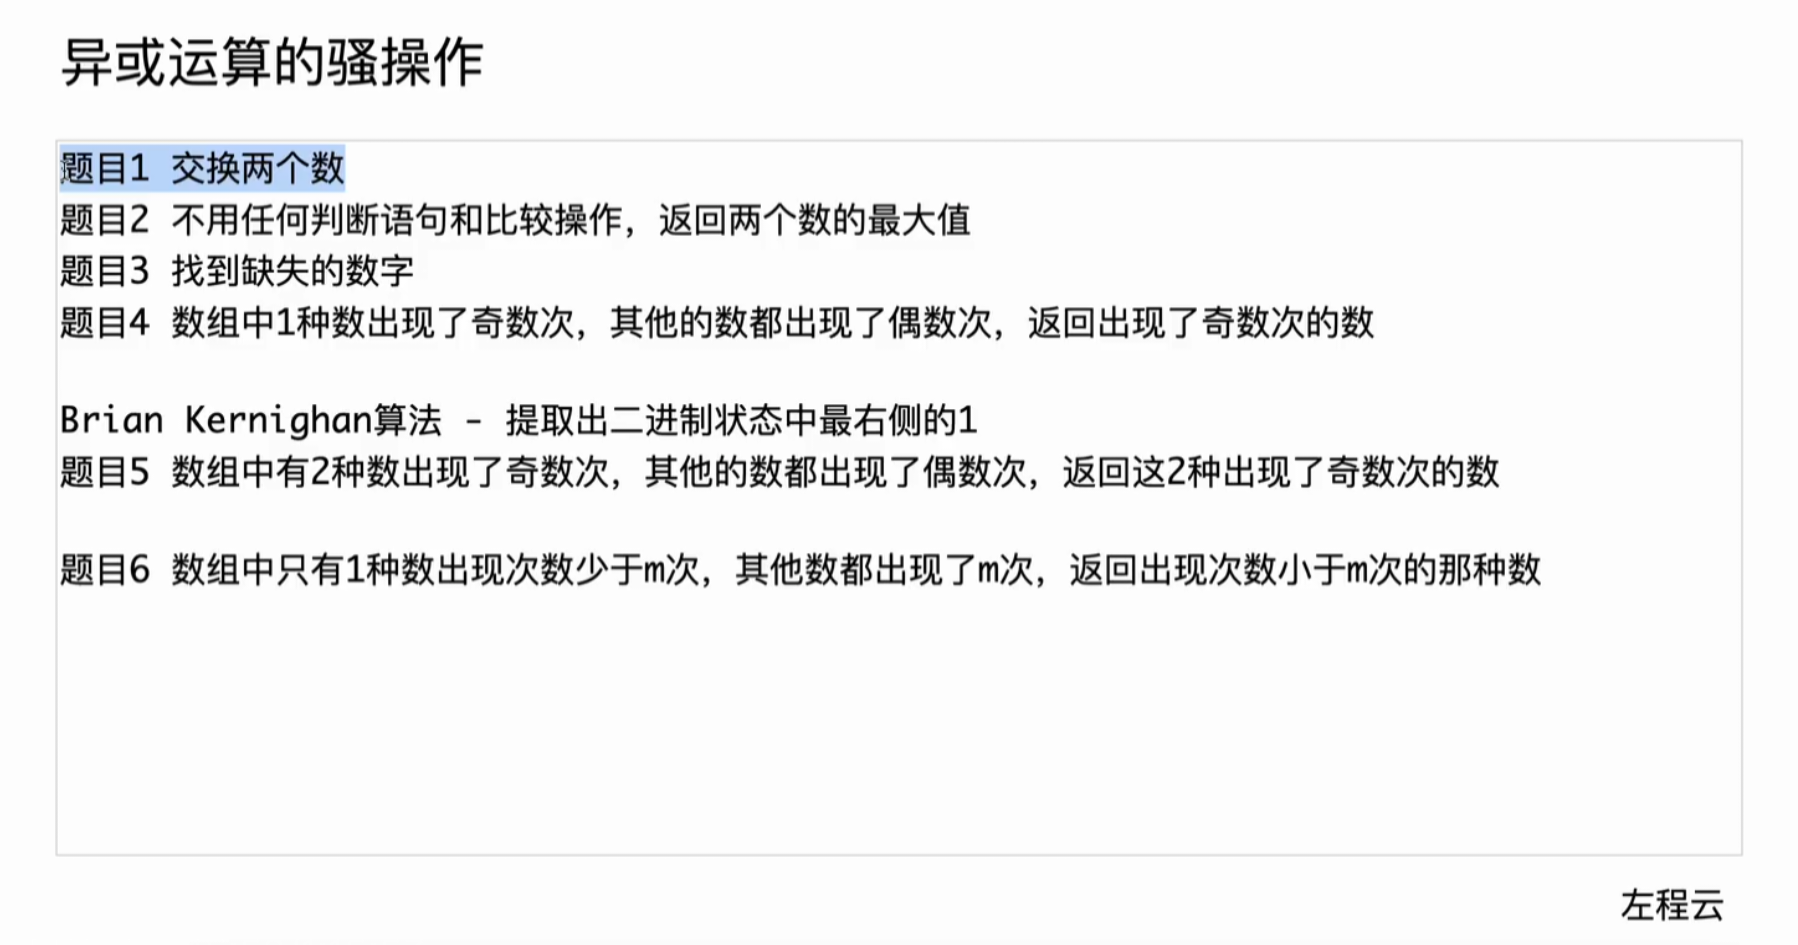 异或运算的骚操作
题目1 交换两个数
题目2 不用任何判断语句和比较操作，返回两个数的最大值
题目3 找到缺失的数字
题目4 数组中1种数出现了奇数次，其他的数都出现了偶数次，返回出现了奇数次的数
Brian Kernighan算法 - 提取出二进制状态中最右侧的1
题目5 数组中有2种数出现了奇数次，其他的数都出现了偶数次，返回这2种出现了奇数次的数
题目6 数组中只有1种数出现次数少于m次，其他数都出现了m次，返回出现次数小于m次的那种数
左程云